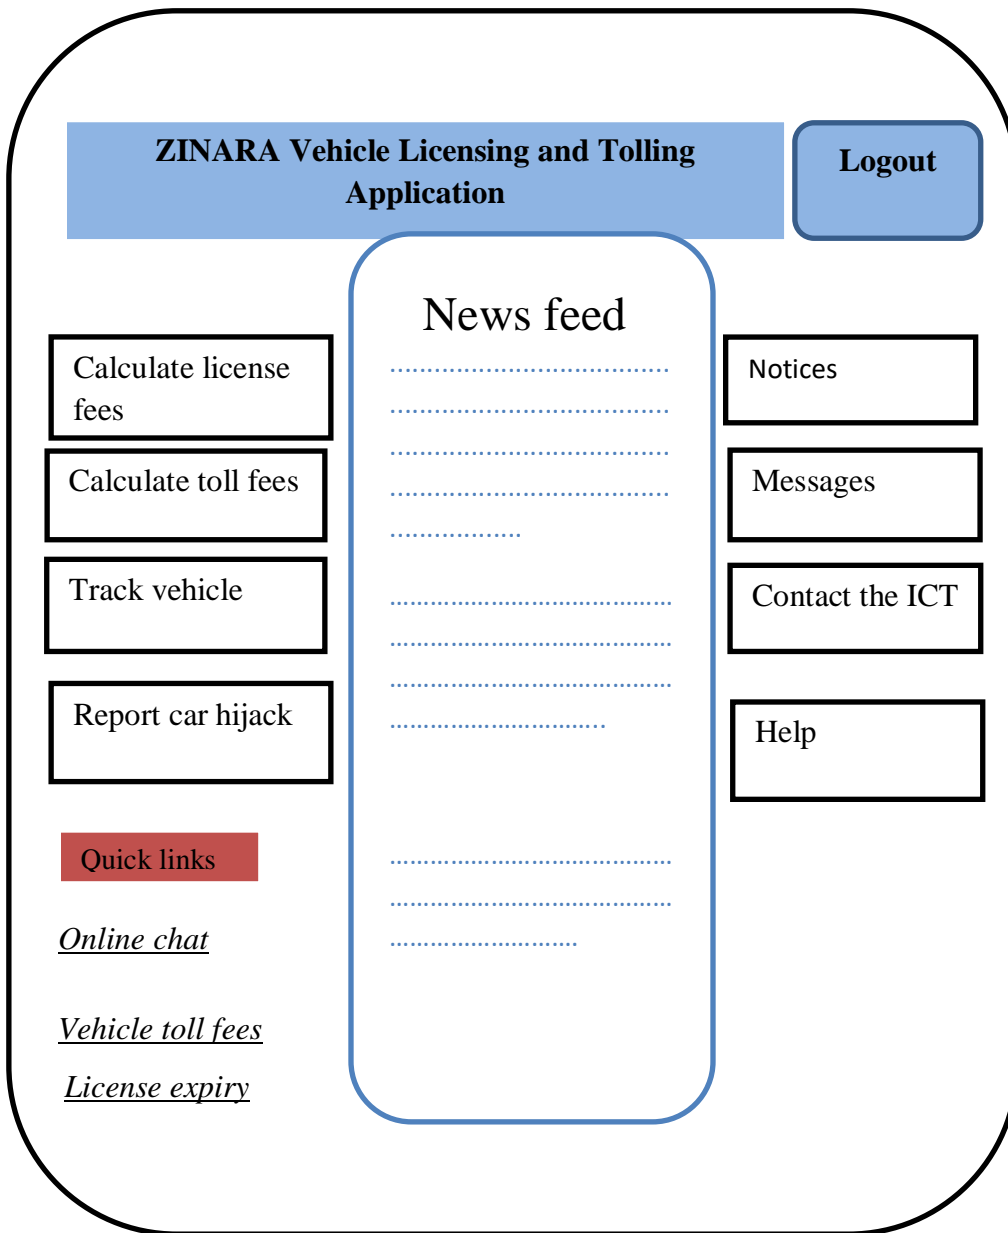 ZINARA Vehicle Licensing and Tolling
Application
Logout
Calculate license
fees
Calculate toll fees
Track vehicle
Report car hijack
Quick links
Online chat
Vehicle toll fees
License expiry
News feed
Notices
Messages
Contact the ICT
Help